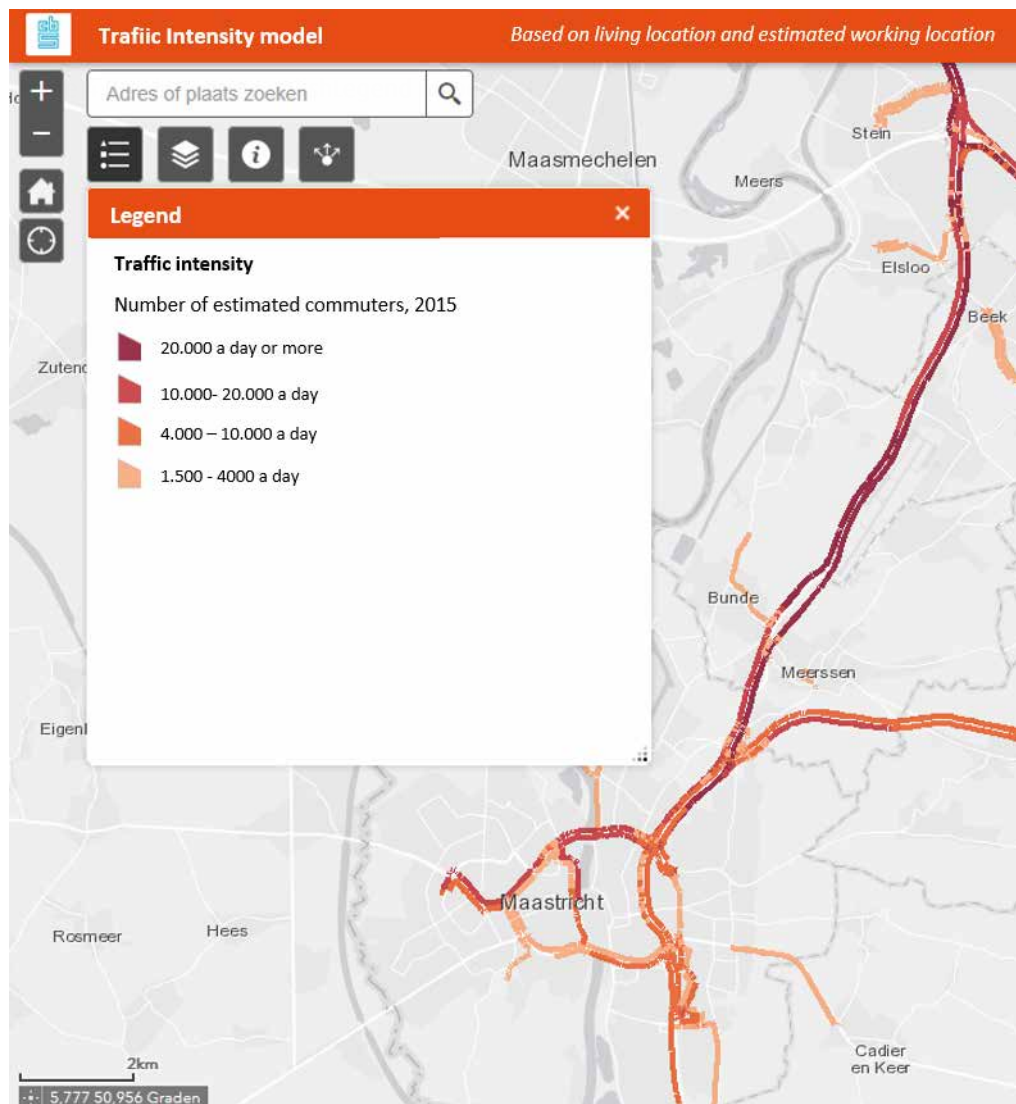 cbs
Trafiic Intensity model
Based on living location and estimated working location
Adres of plaats zoeken
Stein
Maasmechelen
Meers
Legend
Elsloo
Traffic intensity
Number of estimated commuters, 2015
Beek
20.000 a day or more
10.000- 20.000 a day
4.000 – 10.000 a day
1.500 - 4000 a day
Bunde
Meerssen
Maastricht
Rosmeer
Hees
Cadier
en Keer
2km
5,777 50,956 Graden